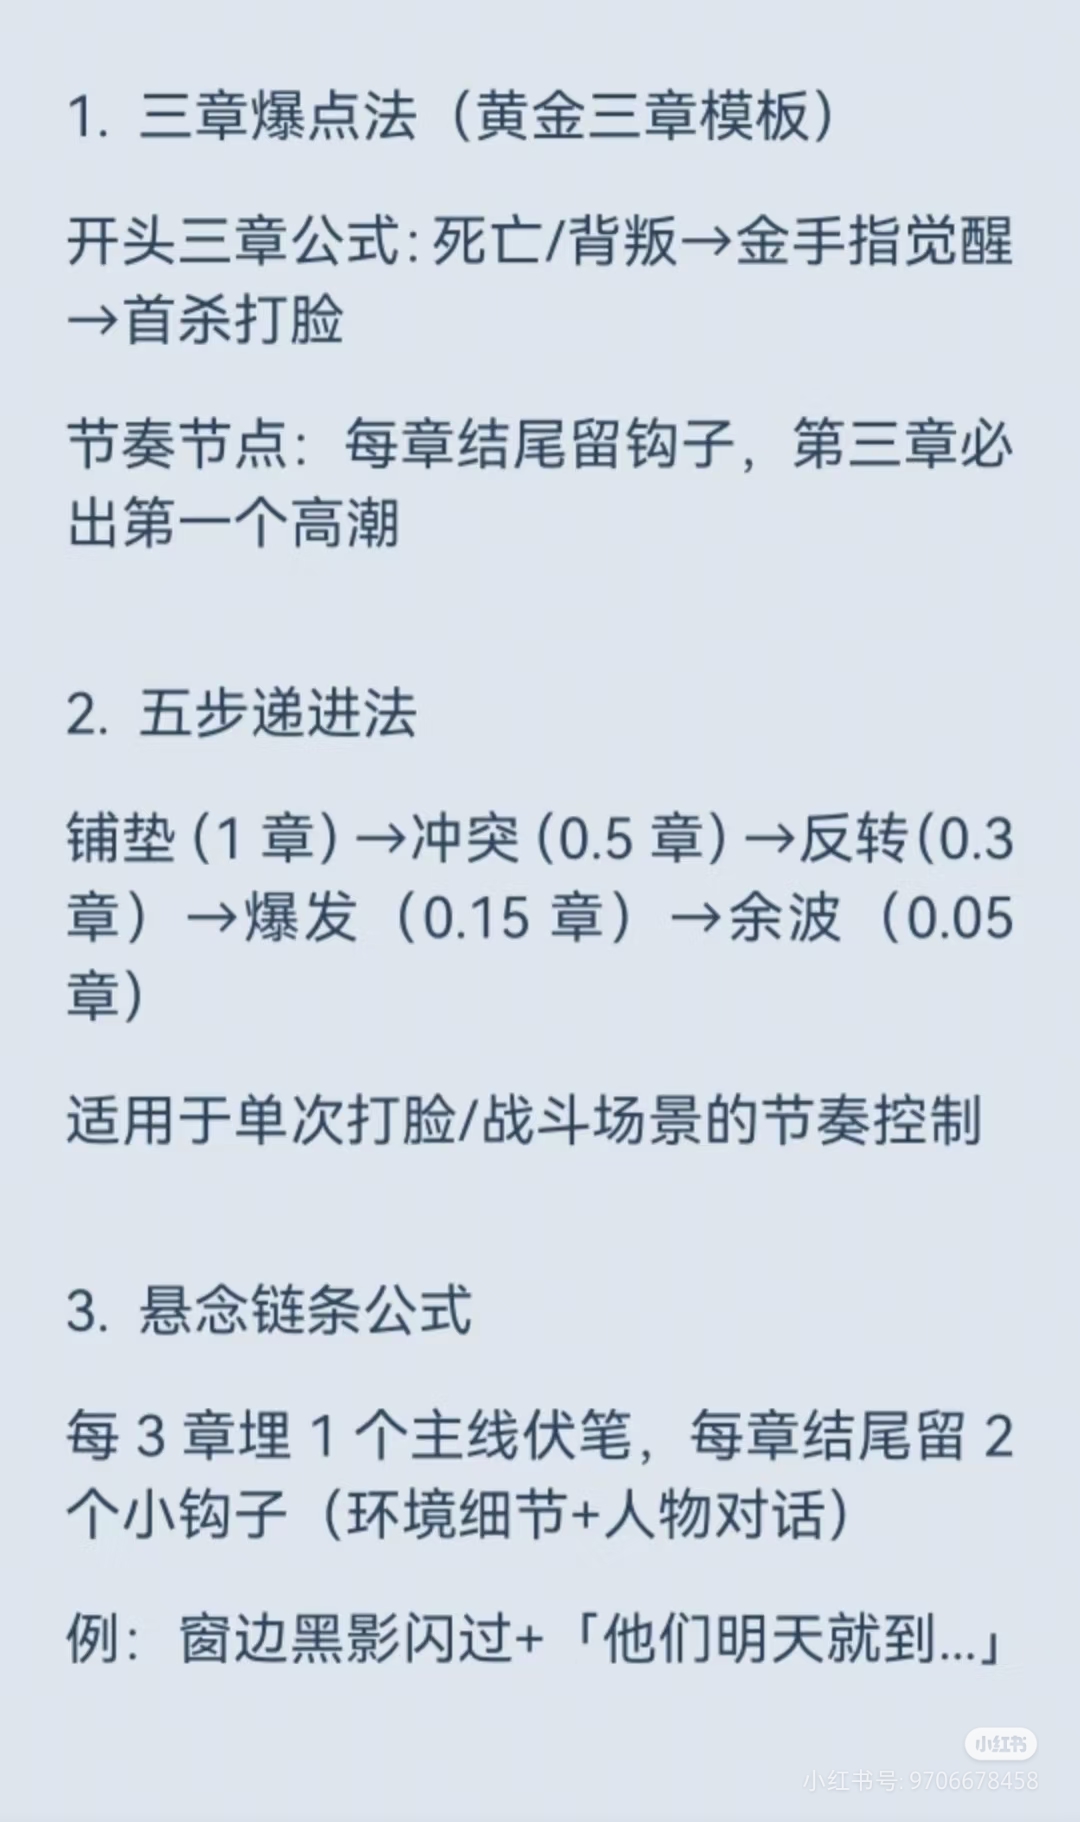 1. 三章爆点法（黄金三章模板）
开头三章公式：死亡/背叛→金手指觉醒
→首杀打脸
节奏节点：每章结尾留钩子，第三章必
出第一个高潮
2. 五步递进法
铺垫（1 章）→冲突（0.5 章）→反转（0.3
章）→爆发（0.15 章）→余波（0.05
章）
适用于单次打脸/战斗场景的节奏控制
3. 悬念链条公式
每 3 章埋 1 个主线伏笔，每章结尾留 2
个小钩子（环境细节+人物对话）
例：窗边黑影闪过+「他们明天就到...」
小红书
小红书号: 9706678458